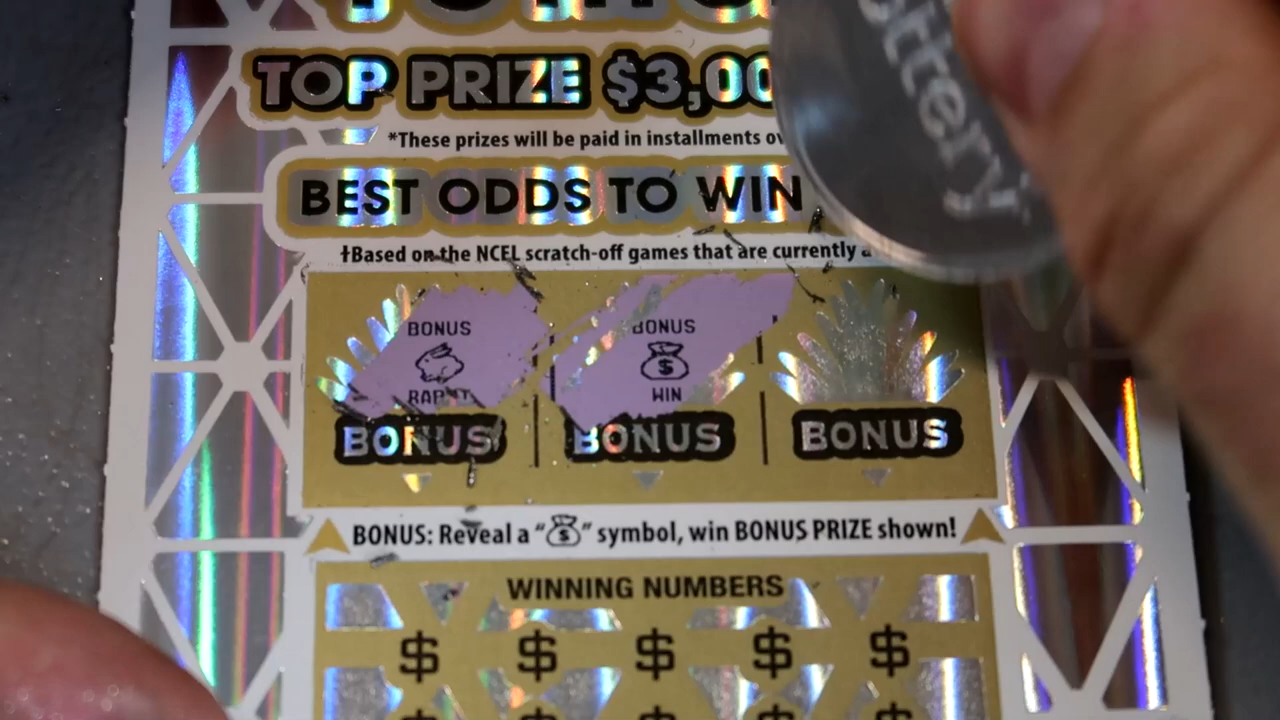 TOP PRIZE $3,00
*These prizes will be paid in installments
BEST ODDS TO WIN
†Based on the NCEL scratch-off games that are currently
BONUS BONUS
$
WIN
BONUS BONUS BONUS
BONUS: Reveal a "$" symbol, win BONUS PRIZE shown!
WINNING NUMBERS
$ $ $ $ $